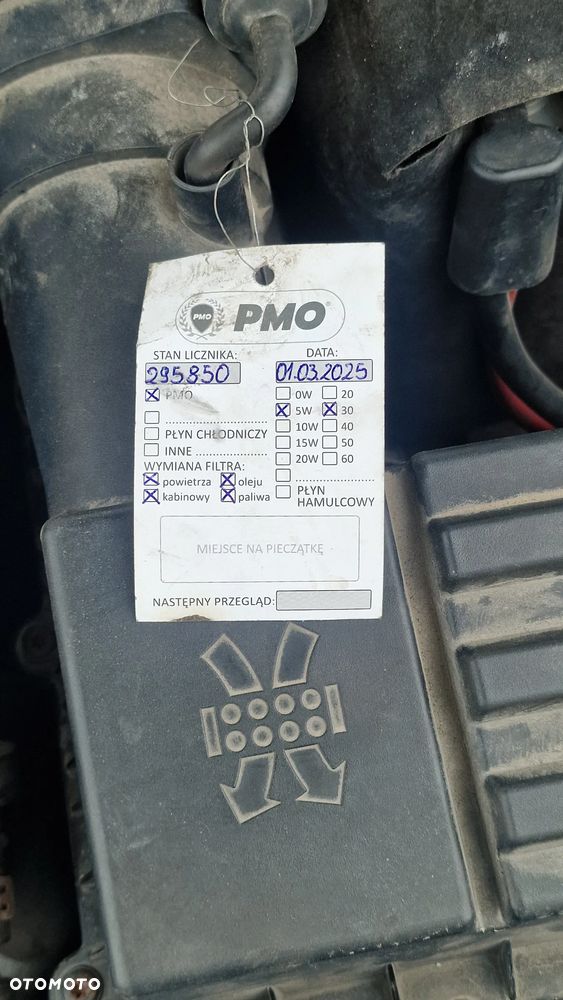 PMO
PMO
STAN LICZNIKA: DATA:
295850 01.03.2025
PMO
0W 20
5W 30
10W 40
15W 50
20W 60
PŁYN CHŁODNICZY
INNE ..................
WYMIANA FILTRA:
powietrza oleju
kabinowy paliwa
PŁYN
HAMULCOWY
MIEJSCE NA PIECZĄTKĘ
NASTĘPNY PRZEGLĄD:
OTOMOTO